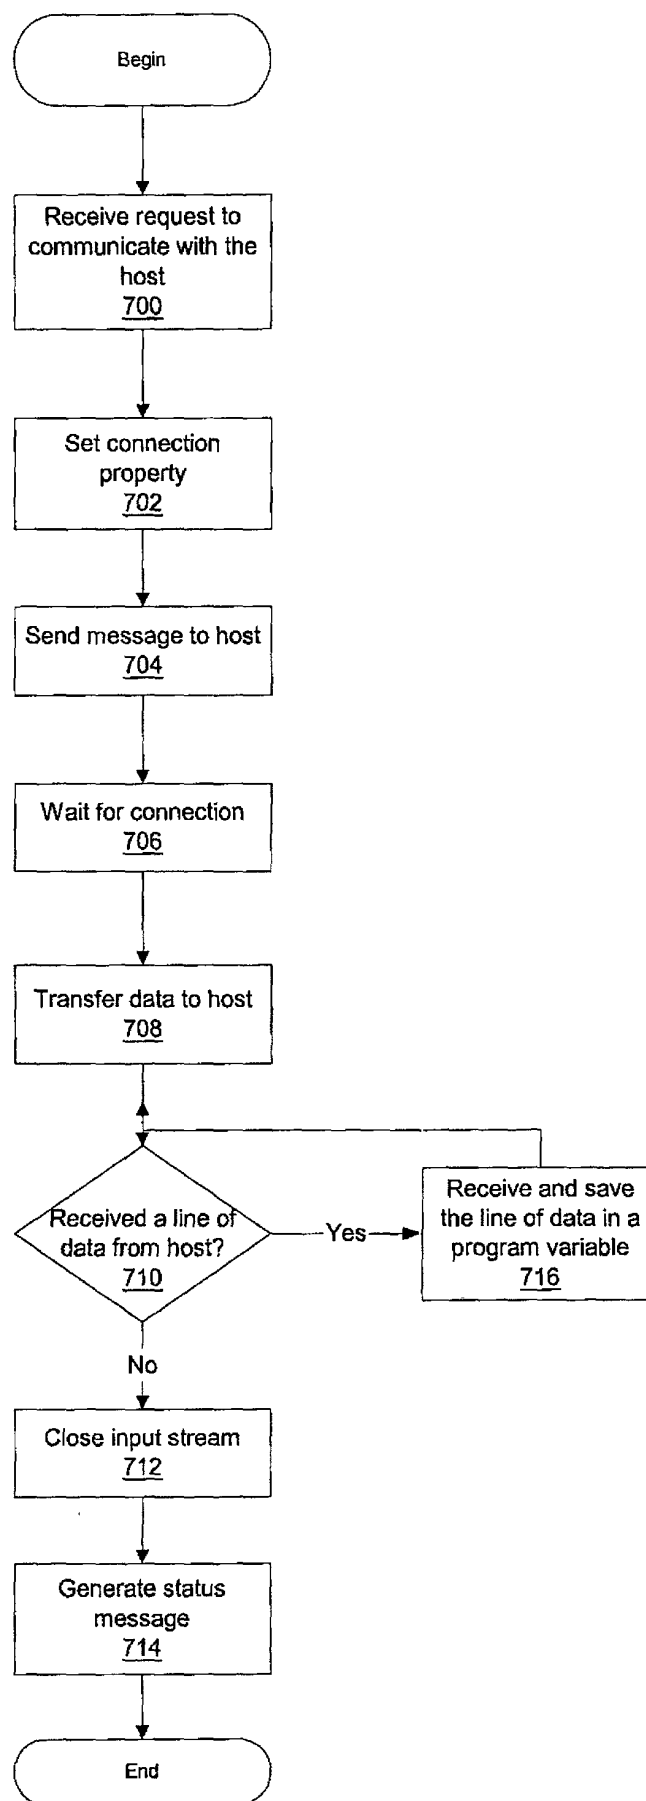 Begin
Receive request to
communicate with the
host
700
Set connection
property
702
Send message to host
704
Wait for connection
706
Transfer data to host
708
Received a line of
data from host?
710
Yes
Receive and save
the line of data in a
program variable
716
No
Close input stream
712
Generate status
message
714
End